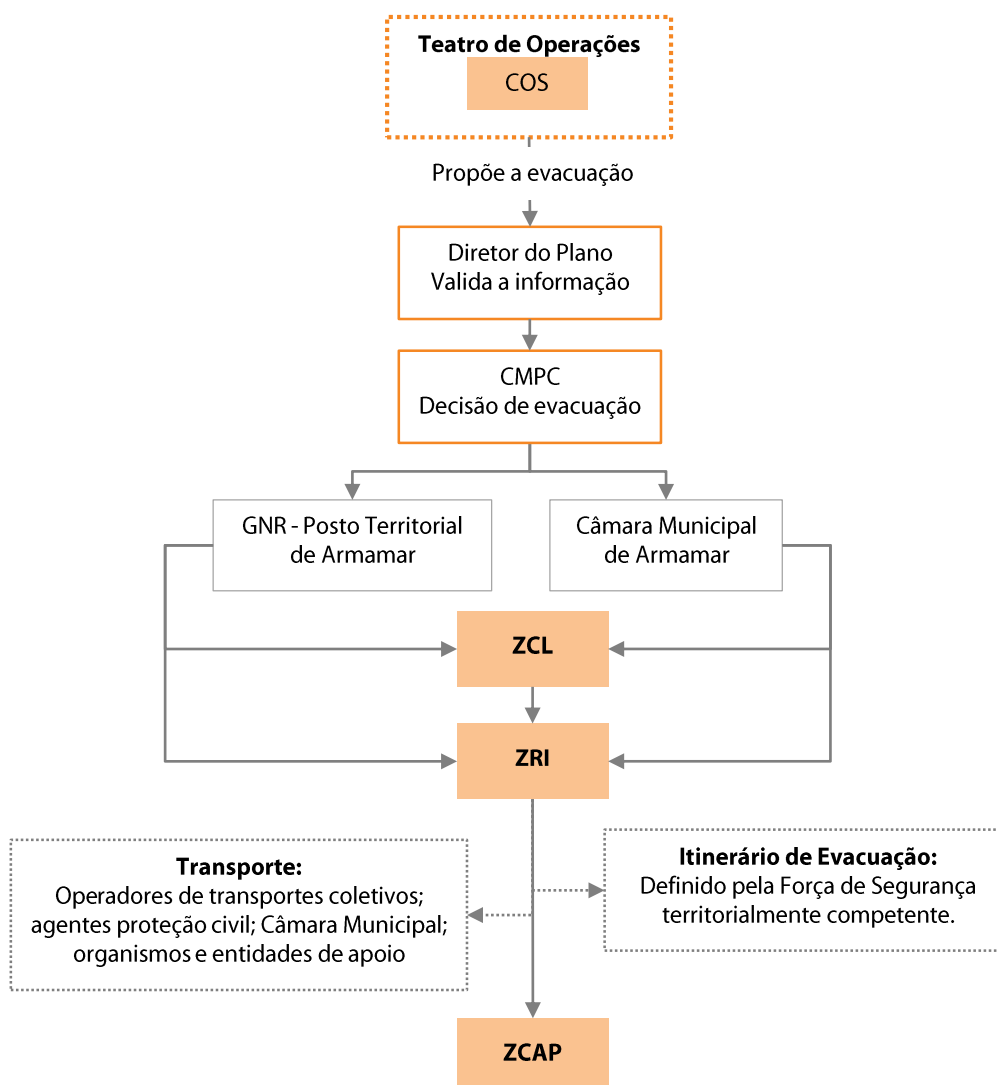 Teatro de Operações
COS
Propõe a evacuação
Diretor do Plano
Valida a informação
CMPC
Decisão de evacuação
GNR - Posto Territorial
de Armamar
Câmara Municipal
de Armamar
ZCL
ZRI
Transporte:
Operadores de transportes coletivos;
agentes proteção civil; Câmara Municipal;
organismos e entidades de apoio
Itinerário de Evacuação:
Definido pela Força de Segurança
territorialmente competente.
ZCAP